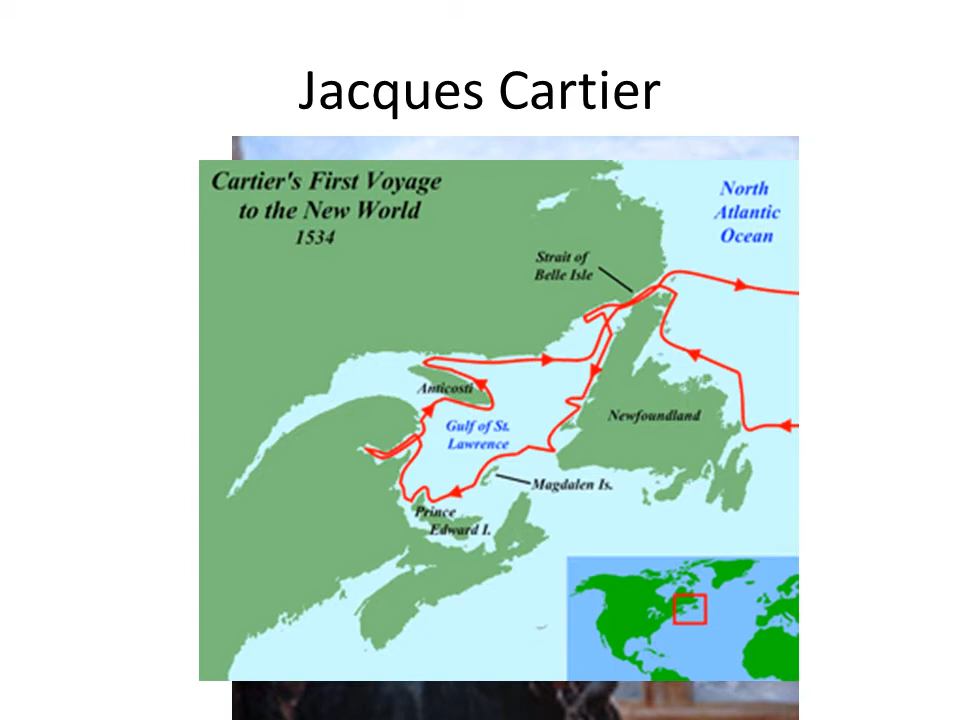 Jacques Cartier
Cartier's First Voyage
to the New World
1534
North
Atlantic
Ocean
Strait of
Belle Isle
Anticosti
Newfoundland
Gulf of St.
Lawrence
Magdalen Is.
Prince
Edward I.